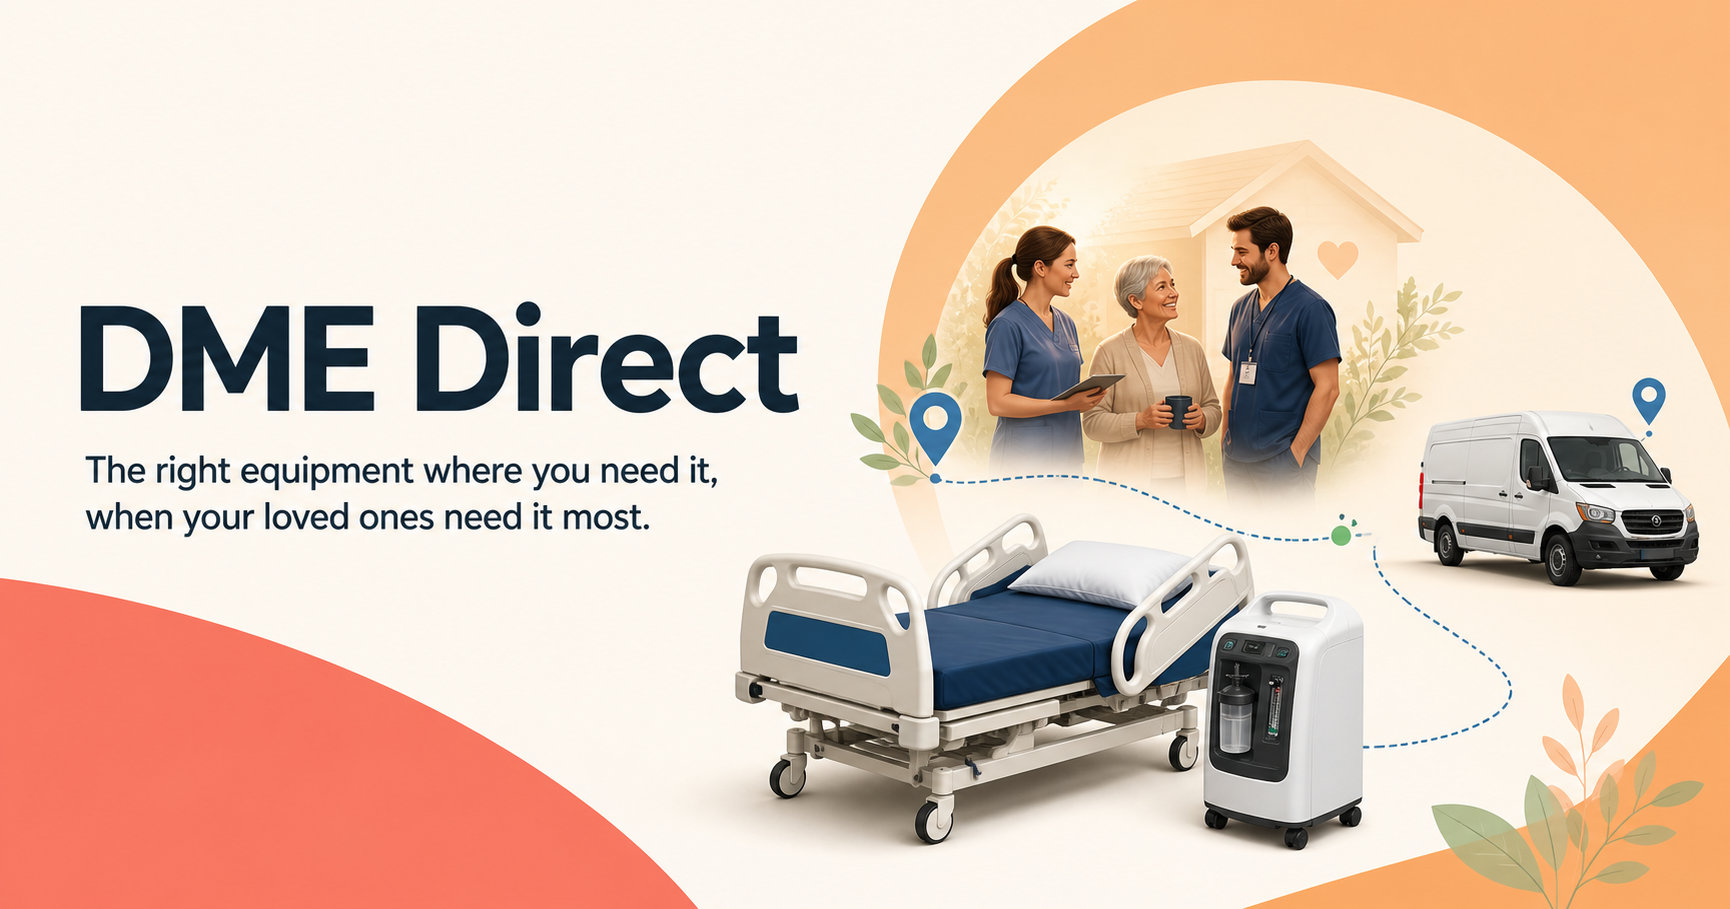 DME Direct
The right equipment where you need it,
when your loved ones need it most.